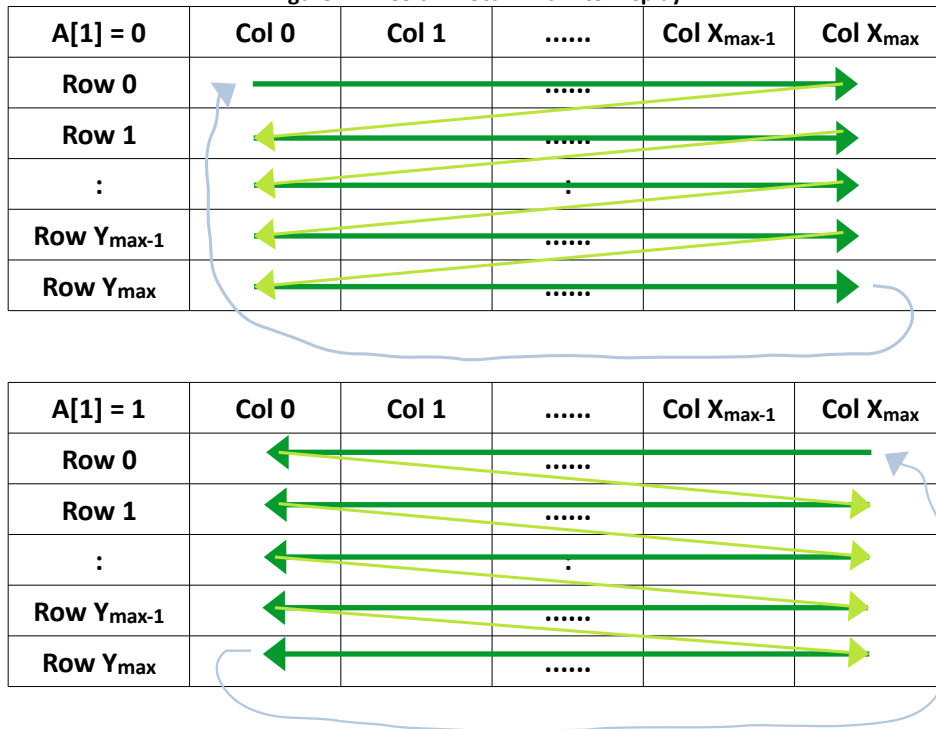 A[1] = 0 Col 0 Col 1 ...... Col Xmax-1 Col Xmax
Row 0 ......
Row 1 ......
: :
Row Ymax-1 ......
Row Ymax ......
A[1] = 1 Col 0 Col 1 ...... Col Xmax-1 Col Xmax
Row 0 ......
Row 1 ......
: :
Row Ymax-1 ......
Row Ymax ......